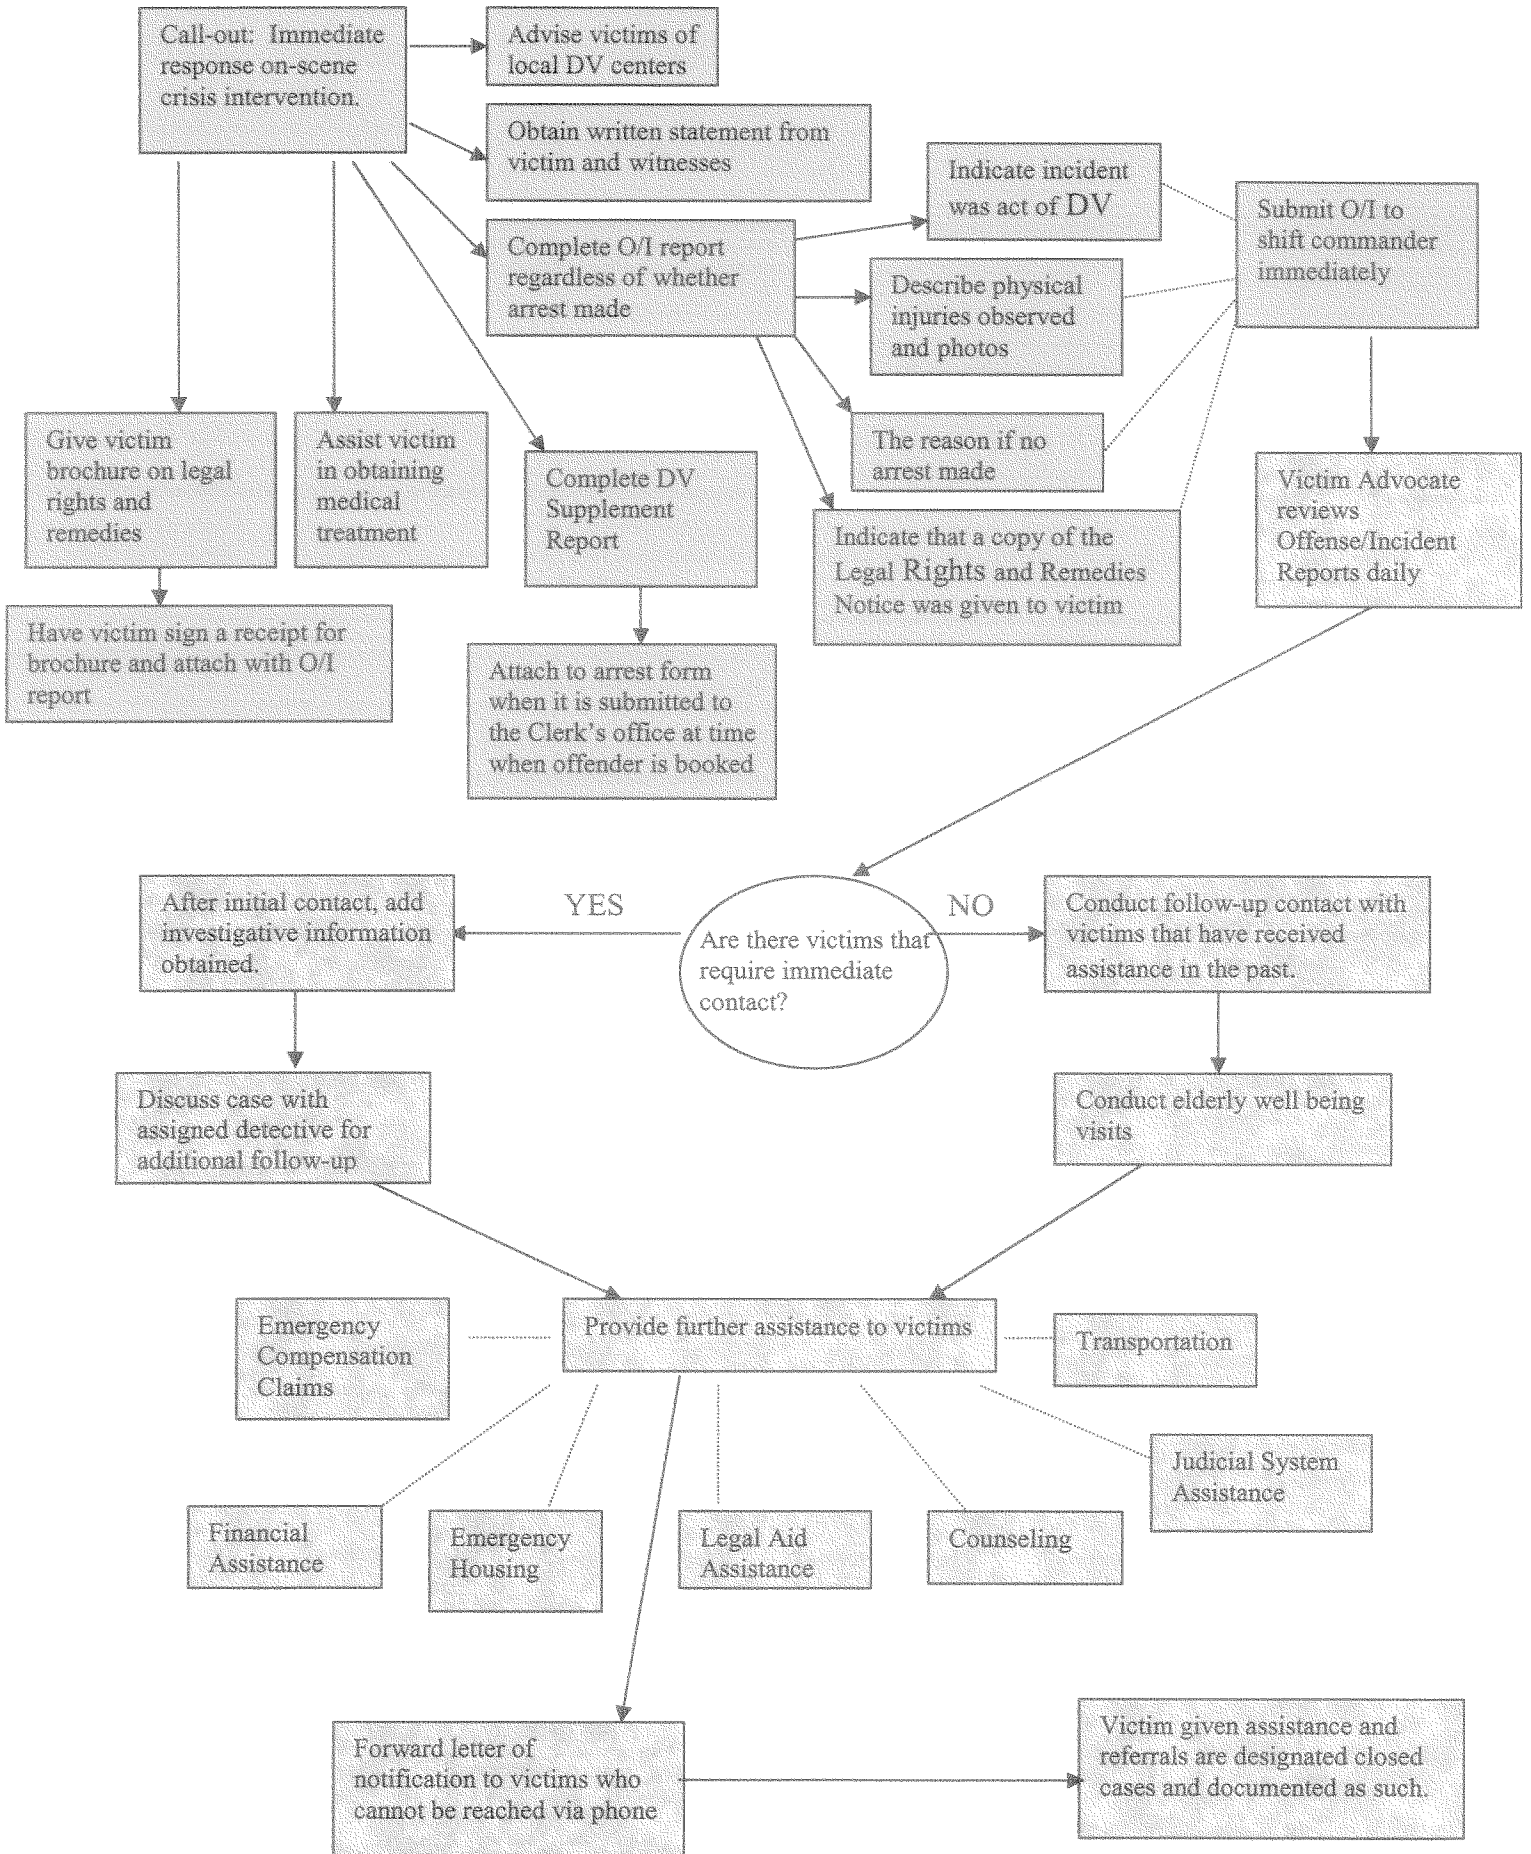 Call-out: Immediate
response on-scene
crisis intervention.
Advise victims of
local DV centers
Obtain written statement from
victim and witnesses
Complete O/I report
regardless of whether
arrest made
Indicate incident
was act of DV
Describe physical
injuries observed
and photos
The reason if no
arrest made
Indicate that a copy of the
Legal Rights and Remedies
Notice was given to victim
Submit O/I to
shift commander
immediately
Give victim
brochure on legal
rights and
remedies
Assist victim
in obtaining
medical
treatment
Complete DV
Supplement
Report
Victim Advocate
reviews
Offense/Incident
Reports daily
Have victim sign a receipt for
brochure and attach with O/I
report
Attach to arrest form
when it is submitted to
the Clerk's office at time
when offender is booked
After initial contact, add
investigative information
obtained.
YES
Are there victims that
require immediate
contact?
NO
Conduct follow-up contact with
victims that have received
assistance in the past.
Discuss case with
assigned detective for
additional follow-up
Conduct elderly well being
visits
Emergency
Compensation
Claims
Provide further assistance to victims
Transportation
Financial
Assistance
Emergency
Housing
Legal Aid
Assistance
Counseling
Judicial System
Assistance
Forward letter of
notification to victims who
cannot be reached via phone
Victim given assistance and
referrals are designated closed
cases and documented as such.